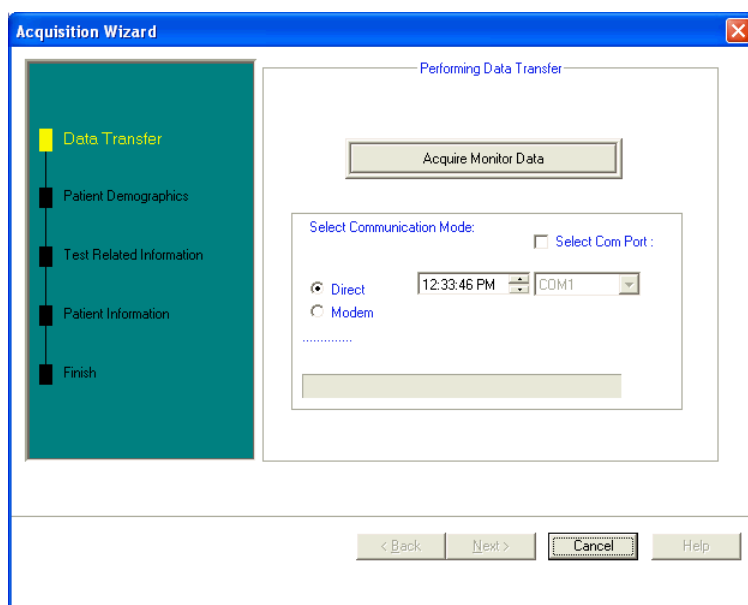 Acquisition Wizard
Data Transfer
Patient Demographics
Test Related Information
Patient Information
Finish
Performing Data Transfer
Acquire Monitor Data
Select Communication Mode:
Select Com Port :
Direct
12:33:46 PM
COM1
Modem
..............
< Back
Next >
Cancel
Help